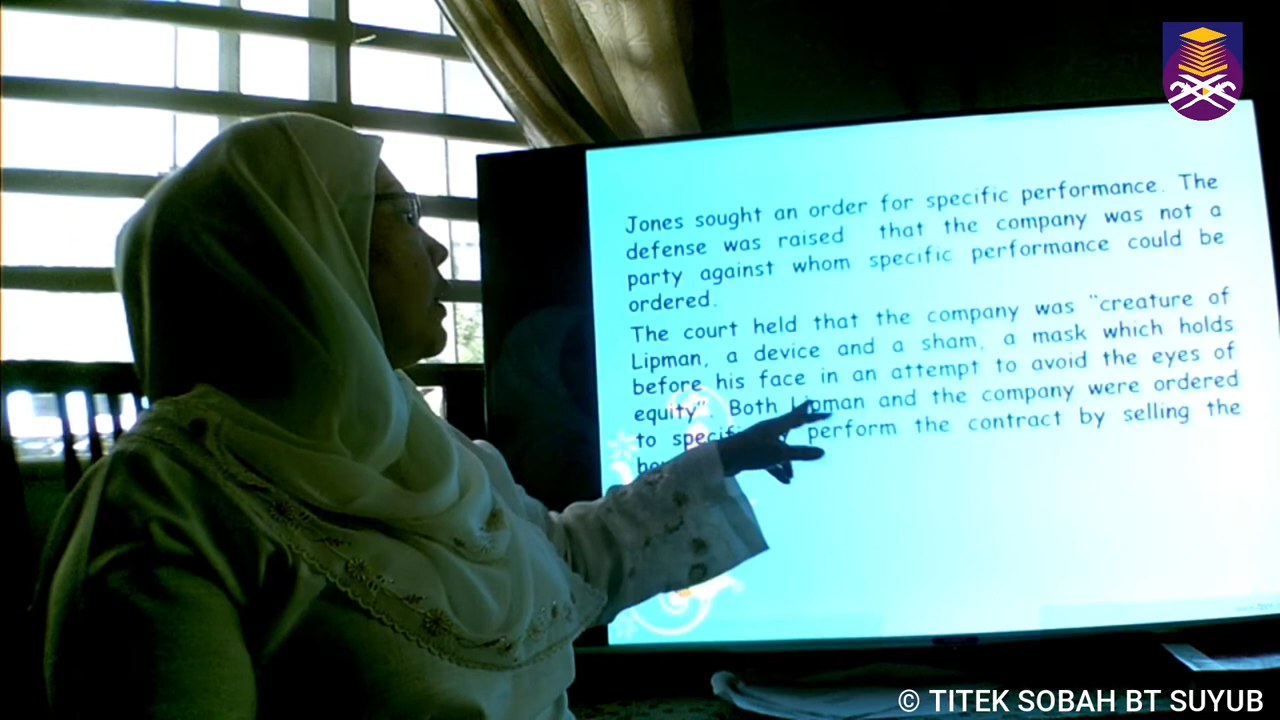 Jones sought an order for specific performance. The
defense was raised that the company was not a
party against whom specific performance could be
ordered.
The court held that the company was "creature of
Lipman, a device and a sham, a mask which holds
before his face in an attempt to avoid the eyes of
equity". Both Lipman and the company were ordered
to perform the contract by selling the
© TITEK SOBAH BT SUYUB